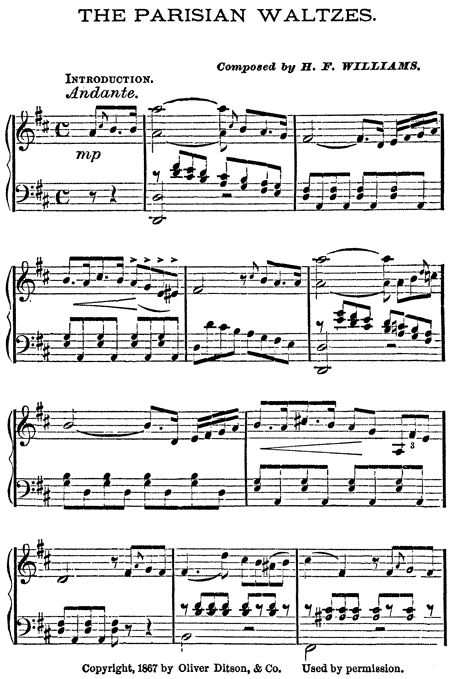 THE PARISIAN WALTZES.
Composed by H. F. WILLIAMS.
INTRODUCTION.
Andante.
mp
3
Copyright, 1867 by Oliver Ditson, & Co. Used by permission.